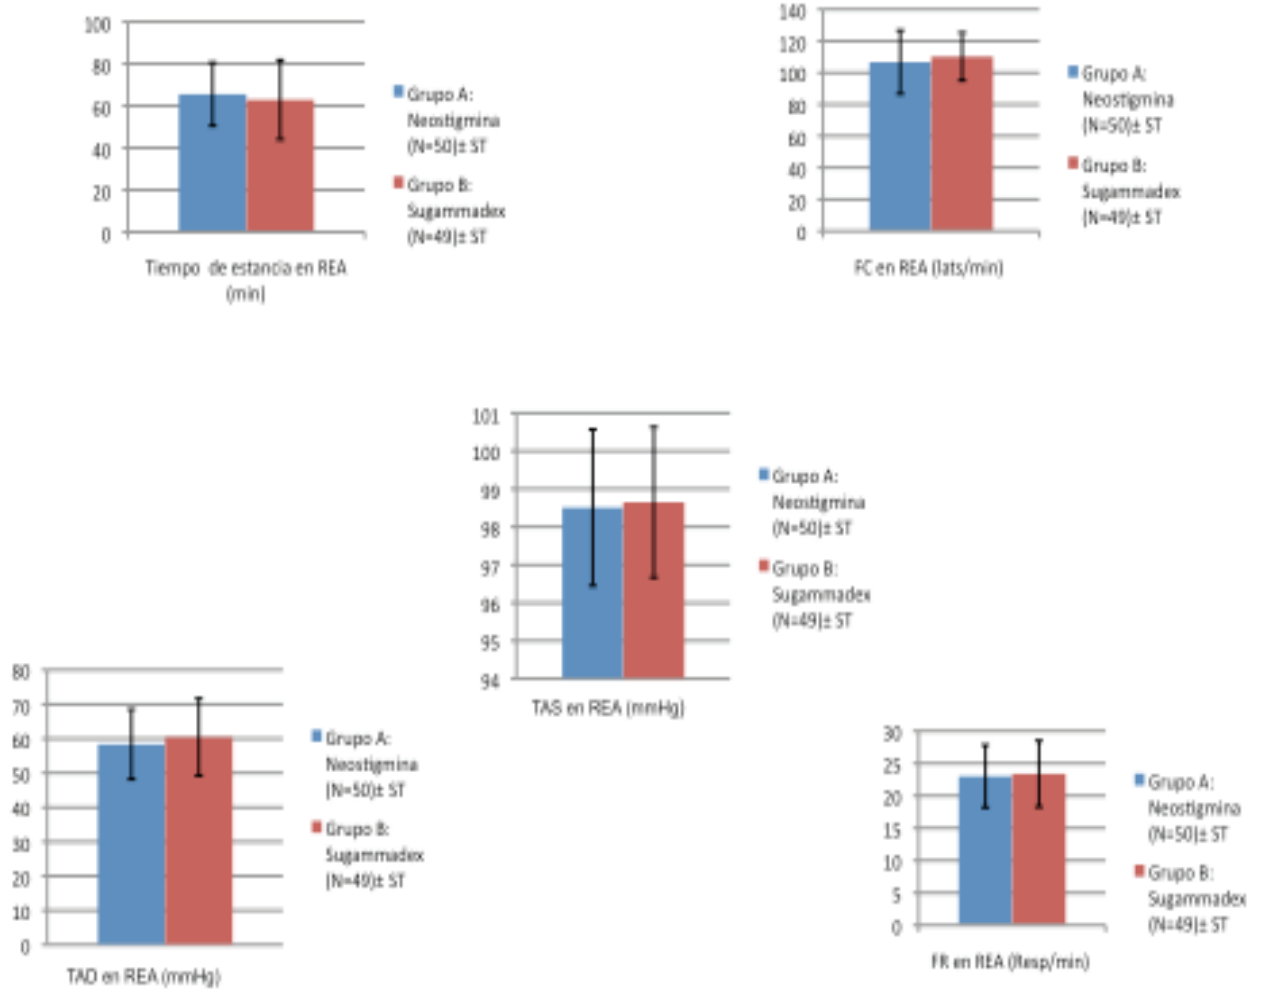 100
80
60
40
20
0
Tiempo de estancia en REA
(min)
Grupo A:
Neostigmina
(N=50)± ST
Grupo B:
Sugammadex
(N=49)± ST
140
120
100
80
60
40
20
0
FC en REA (lats/min)
Grupo A:
Neostigmina
(N=50)± ST
Grupo B:
Sugammadex
(N=49)± ST
101
100
99
98
97
96
95
94
TAS en REA (mmHg)
Grupo A:
Neostigmina
(N=50)± ST
Grupo B:
Sugammadex
(N=49)± ST
80
70
60
50
40
30
20
10
0
TAD en REA (mmHg)
Grupo A:
Neostigmina
(N=50)± ST
Grupo B:
Sugammadex
(N=49)± ST
30
25
20
15
10
5
0
FR en REA (Resp/min)
Grupo A:
Neostigmina
(N=50)± ST
Grupo B:
Sugammadex
(N=49)± ST